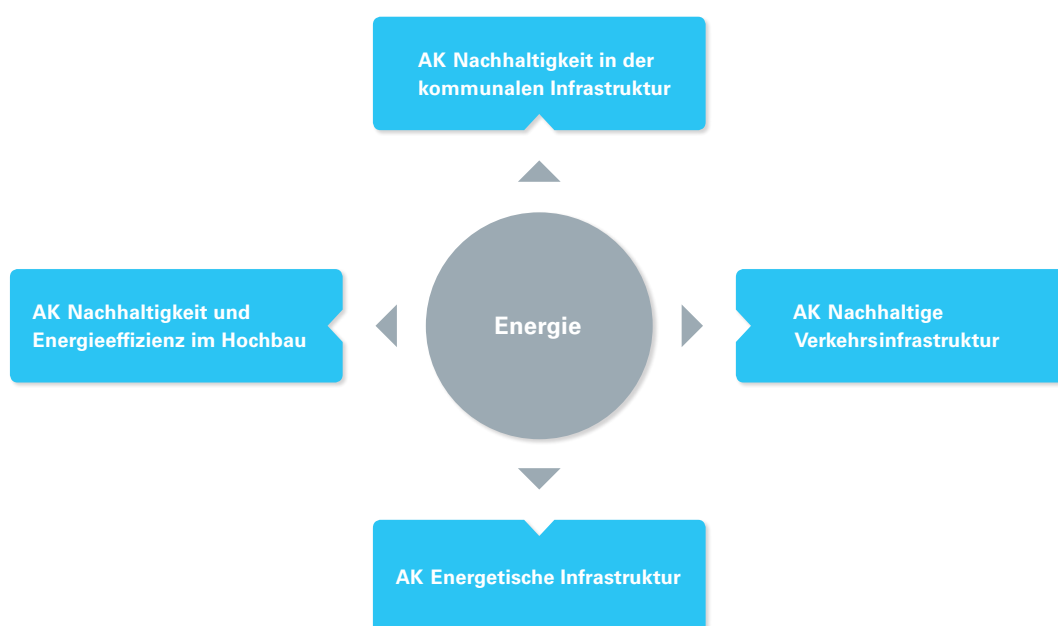 AK Nachhaltigkeit in der
kommunalen Infrastruktur
AK Nachhaltigkeit und
Energieeffizienz im Hochbau
Energie
AK Nachhaltige
Verkehrsinfrastruktur
AK Energetische Infrastruktur